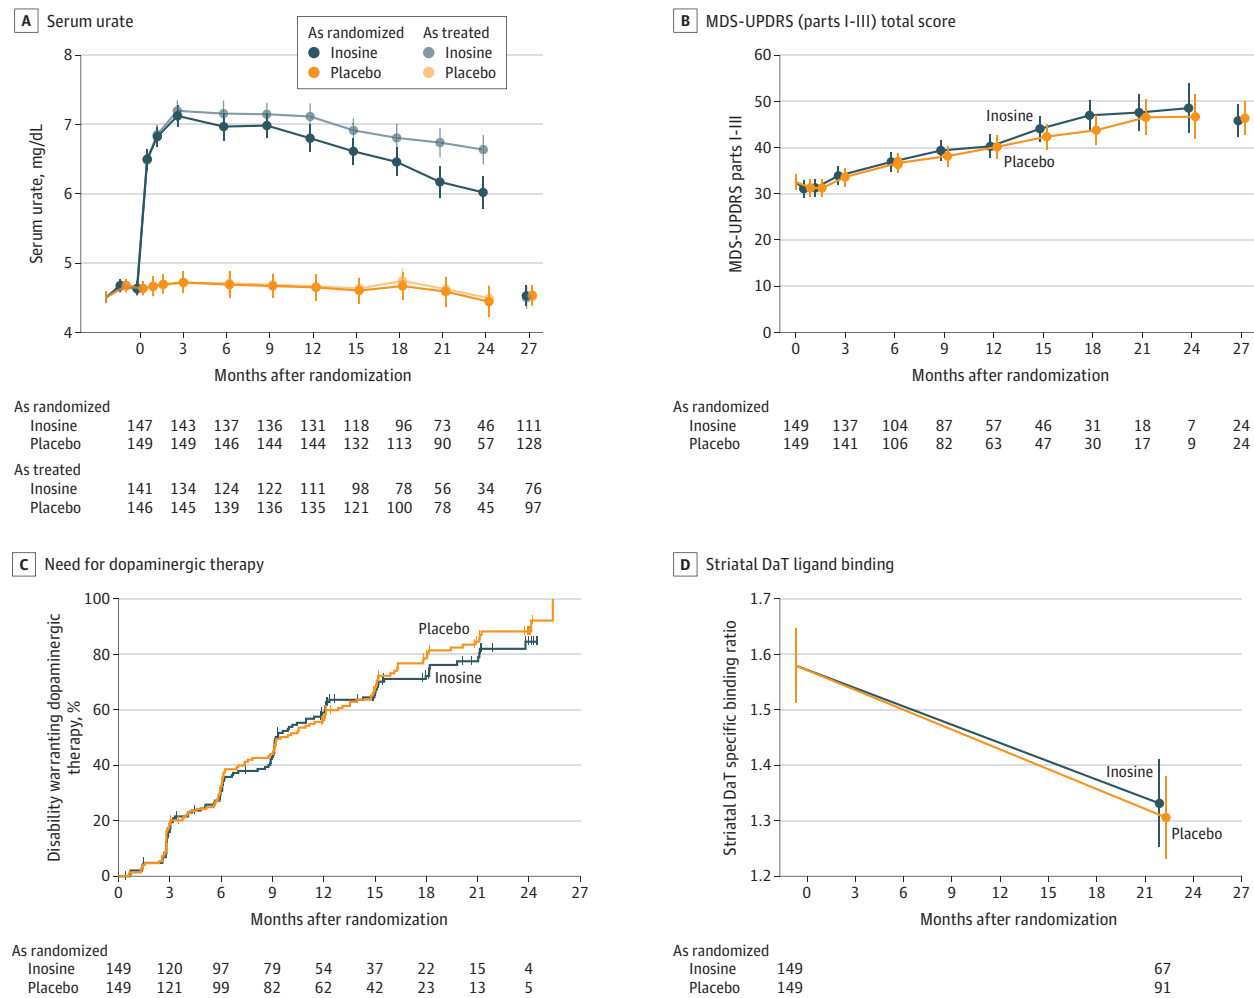 A Serum urate
As randomized As treated
Inosine Inosine
Placebo Placebo
Serum urate, mg/dL
8
7
6
5
4
0 3 6 9 12 15 18 21 24 27
Months after randomization
As randomized
Inosine 147 143 137 136 131 118 96 73 46 111
Placebo 149 149 146 144 144 132 113 90 57 128
As treated
Inosine 141 134 124 122 111 98 78 56 34 76
Placebo 146 145 139 136 135 121 100 78 45 97
B MDS-UPDRS (parts I-III) total score
MDS-UPDRS parts I-III
60
50
40
30
20
10
0
Inosine
Placebo
0 3 6 9 12 15 18 21 24 27
Months after randomization
As randomized
Inosine 149 137 104 87 57 46 31 18 7 24
Placebo 149 141 106 82 63 47 30 17 9 24
C Need for dopaminergic therapy
Disability warranting dopaminergic
therapy, %
100
80
60
40
20
0
Placebo
Inosine
0 3 6 9 12 15 18 21 24 27
Months after randomization
As randomized
Inosine 149 120 97 79 54 37 22 15 4
Placebo 149 121 99 82 62 42 23 13 5
D Striatal DaT ligand binding
Striatal DaT specific binding ratio
1.7
1.6
1.5
1.4
1.3
1.2
Inosine
Placebo
0 3 6 9 12 15 18 21 24 27
Months after randomization
As randomized
Inosine 149 67
Placebo 149 91